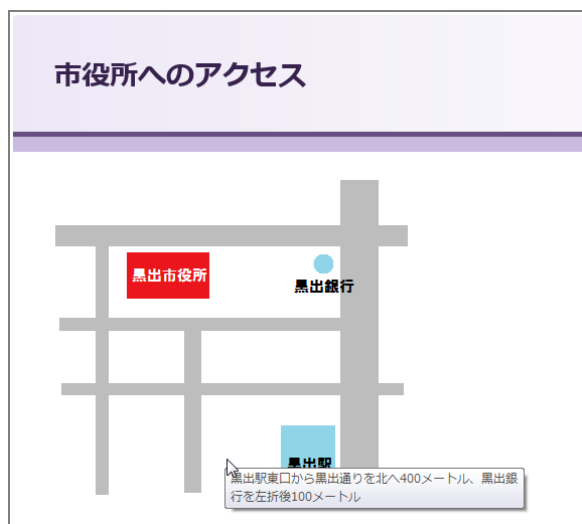 市役所へのアクセス
黒出市役所
黒出銀行
黒出駅
黒出駅東口から黒出通りを北へ400メートル、黒出銀
行を左折後100メートル